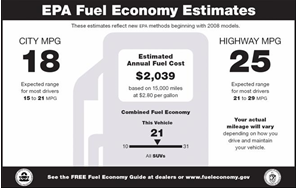 EPA Fuel Economy Estimates
These estimates reflect new EPA methods beginning with 2008 models.
CITY MPG
18
Expected range
for most drivers
15 to 21 MPG
Estimated
Annual Fuel Cost
$2,039
based on 15,000 miles
at $2.80 per gallon
Combined Fuel Economy
This Vehicle
21
10 31
All SUVs
HIGHWAY MPG
25
Expected range
for most drivers
21 to 29 MPG
Your actual
mileage will vary
depending on how you
drive and maintain
your vehicle.
See the FREE Fuel Economy Guide at dealers or www.fueleconomy.gov